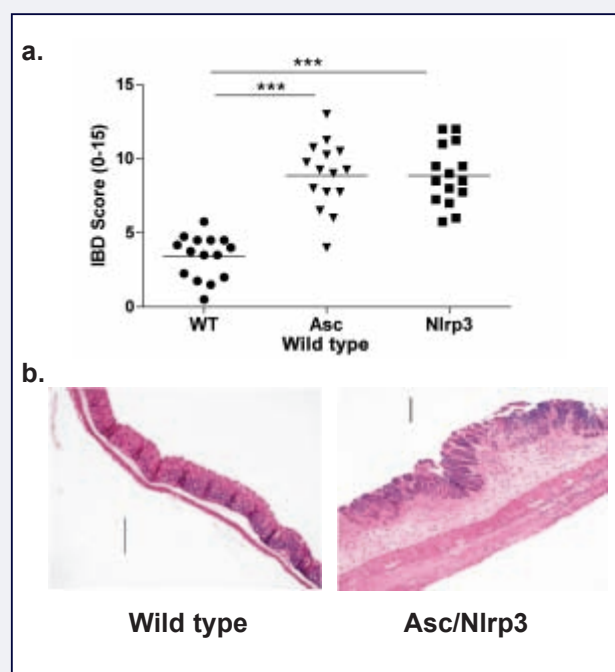 a.
***
***
15
10
5
0
IBD Score (0-15)
WT Asc Nlrp3
Wild type
b.
Wild type Asc/Nlrp3